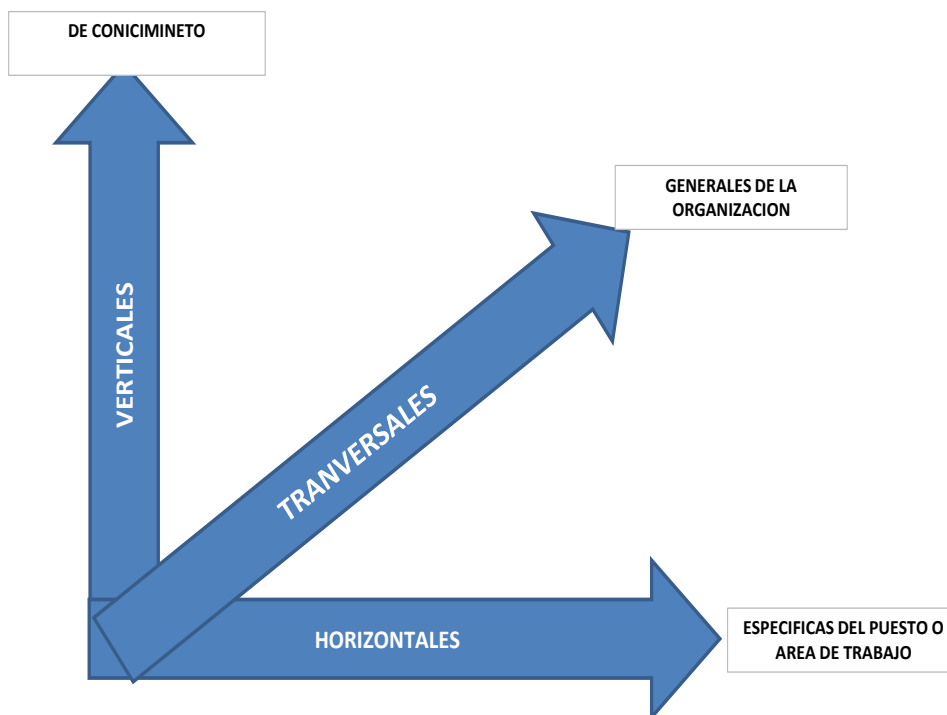 DE CONICIMINETO
GENERALES DE LA
ORGANIZACION
VERTICALES
TRANVERSALES
HORIZONTALES
ESPECIFICAS DEL PUESTO O
AREA DE TRABAJO